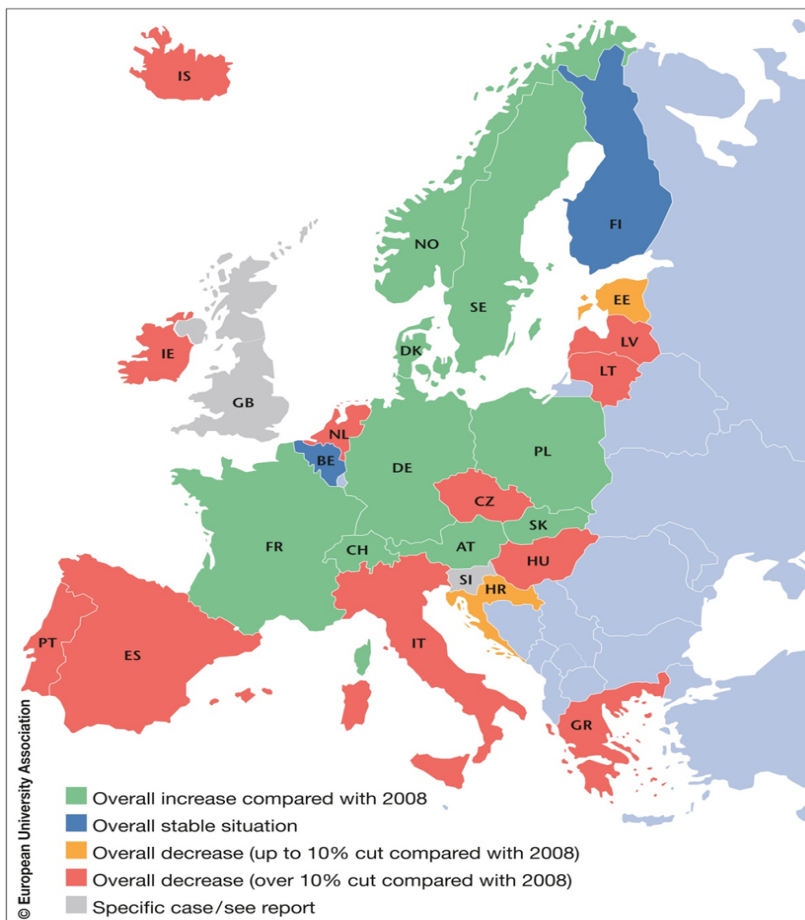 IS
FI
NO
SE
EE
LV
DK
IE
LT
GB
NL
PL
BE
DE
CZ
SK
FR
CH
AT
HU
SI
HR
PT
ES
IT
GR
© European University Association
Overall increase compared with 2008
Overall stable situation
Overall decrease (up to 10% cut compared with 2008)
Overall decrease (over 10% cut compared with 2008)
Specific case/see report